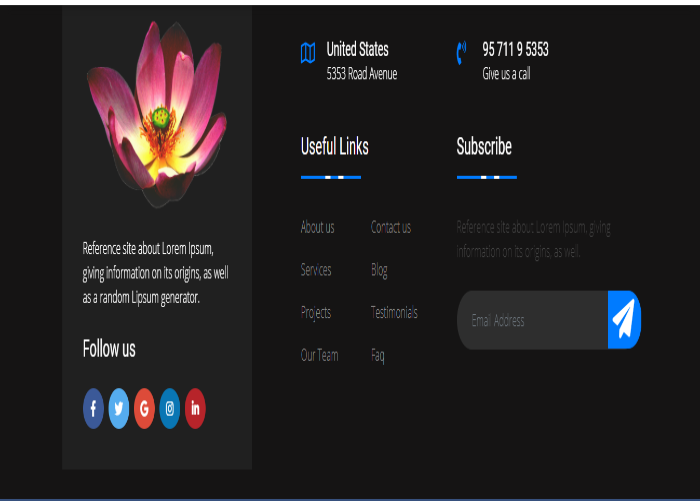 Reference site about Lorem Ipsum,
giving information on its origins, as well
as a random Lipsum generator.
Follow us
United States
5353 Road Avenue
95 711 9 5353
Give us a call
Useful Links
About us
Contact us
Services
Blog
Projects
Testimonials
Our Team
Faq
Subscribe
Reference site about Lorem Ipsum, giving
information on its origins, as well.
Email Address